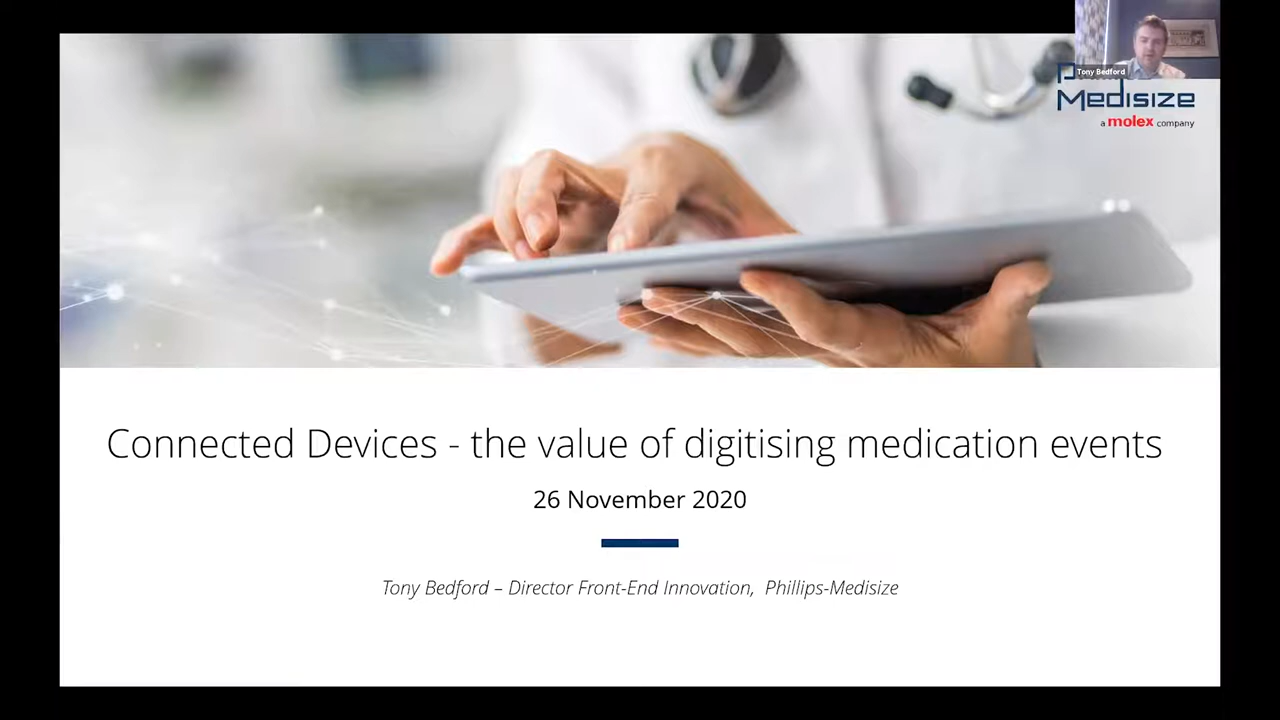 Tony Bedford
Medisize
a molex company
Connected Devices - the value of digitising medication events
26 November 2020
Tony Bedford – Director Front-End Innovation, Phillips-Medisize